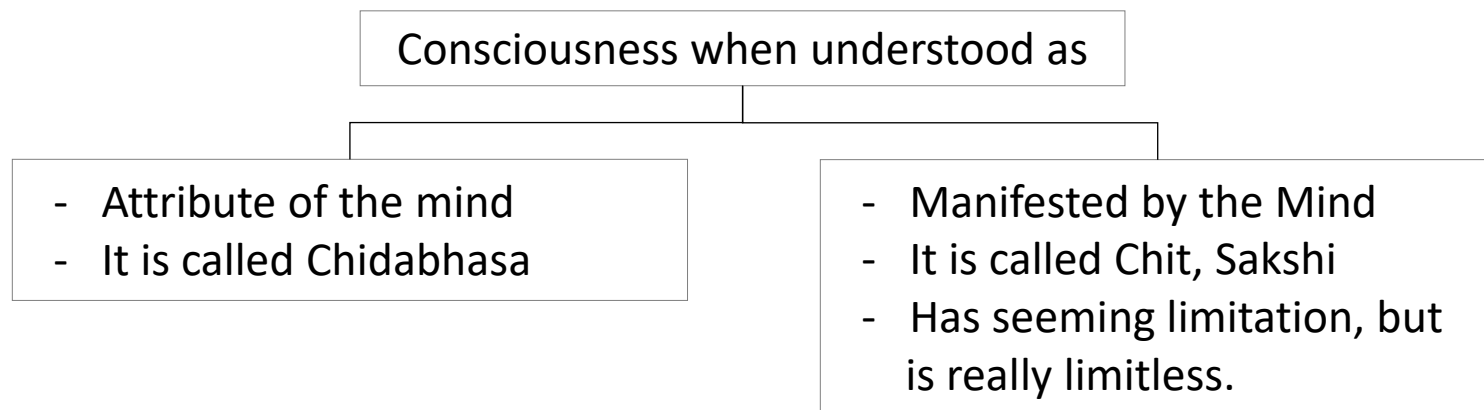 Consciousness when understood as
- Attribute of the mind
- It is called Chidabhasa
- Manifested by the Mind
- It is called Chit, Sakshi
- Has seeming limitation, but
is really limitless.